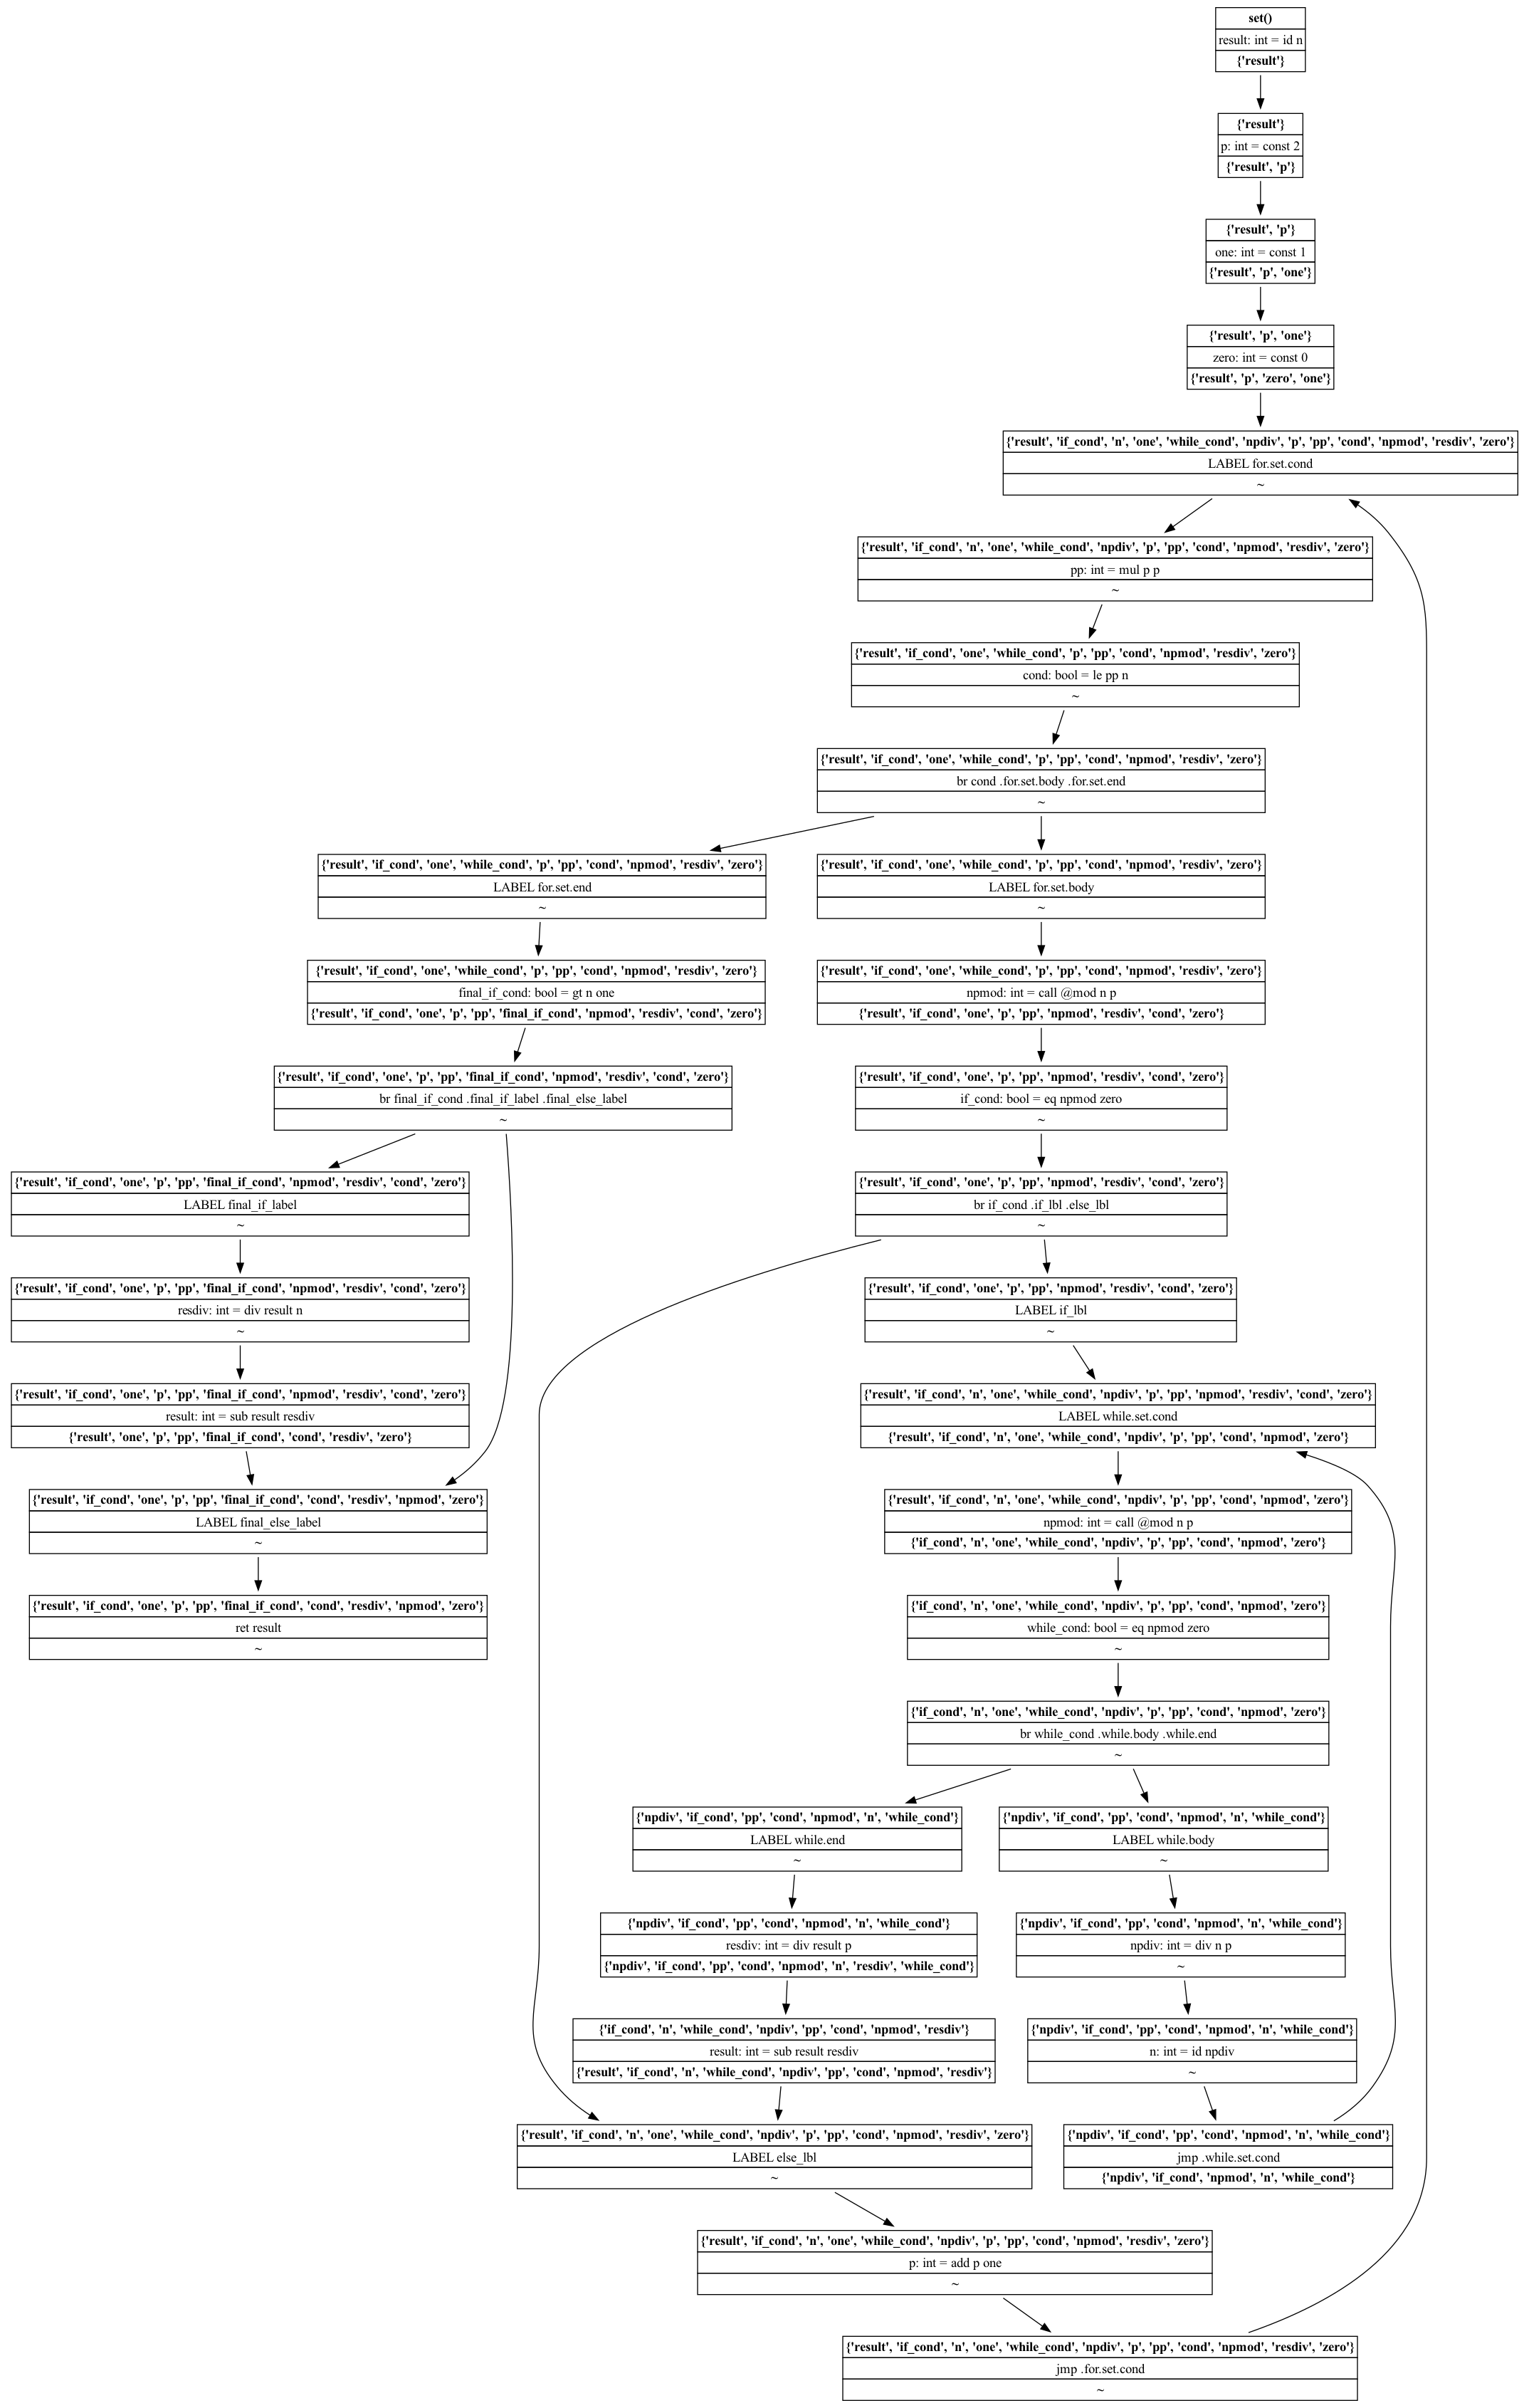 set()
result: int = id n
{'result'}
{'result'}
p: int = const 2
{'result', 'p'}
{'result', 'p'}
one: int = const 1
{'result', 'p', 'one'}
{'result', 'p', 'one'}
zero: int = const 0
{'result', 'p', 'zero', 'one'}
{'result', 'if_cond', 'n', 'one', 'while_cond', 'npdiv', 'p', 'pp', 'cond', 'npmod', 'resdiv', 'zero'}
LABEL for.set.cond
~
{'result', 'if_cond', 'n', 'one', 'while_cond', 'npdiv', 'p', 'pp', 'cond', 'npmod', 'resdiv', 'zero'}
pp: int = mul p p
~
{'result', 'if_cond', 'one', 'while_cond', 'p', 'pp', 'cond', 'npmod', 'resdiv', 'zero'}
cond: bool = le pp n
~
{'result', 'if_cond', 'one', 'while_cond', 'p', 'pp', 'cond', 'npmod', 'resdiv', 'zero'}
br cond .for.set.body .for.set.end
~
{'result', 'if_cond', 'one', 'while_cond', 'p', 'pp', 'cond', 'npmod', 'resdiv', 'zero'}
LABEL for.set.end
~
{'result', 'if_cond', 'one', 'while_cond', 'p', 'pp', 'cond', 'npmod', 'resdiv', 'zero'}
LABEL for.set.body
~
{'result', 'if_cond', 'one', 'while_cond', 'p', 'pp', 'cond', 'npmod', 'resdiv', 'zero'}
final_if_cond: bool = gt n one
{'result', 'if_cond', 'one', 'p', 'pp', 'final_if_cond', 'npmod', 'resdiv', 'cond', 'zero'}
{'result', 'if_cond', 'one', 'while_cond', 'p', 'pp', 'cond', 'npmod', 'resdiv', 'zero'}
npmod: int = call @mod n p
{'result', 'if_cond', 'one', 'p', 'pp', 'npmod', 'resdiv', 'cond', 'zero'}
{'result', 'if_cond', 'one', 'p', 'pp', 'final_if_cond', 'npmod', 'resdiv', 'cond', 'zero'}
br final_if_cond .final_if_label .final_else_label
~
{'result', 'if_cond', 'one', 'p', 'pp', 'npmod', 'resdiv', 'cond', 'zero'}
if_cond: bool = eq npmod zero
~
{'result', 'if_cond', 'one', 'p', 'pp', 'final_if_cond', 'npmod', 'resdiv', 'cond', 'zero'}
LABEL final_if_label
~
{'result', 'if_cond', 'one', 'p', 'pp', 'npmod', 'resdiv', 'cond', 'zero'}
br if_cond .if_lbl .else_lbl
~
{'result', 'if_cond', 'one', 'p', 'pp', 'final_if_cond', 'npmod', 'resdiv', 'cond', 'zero'}
resdiv: int = div result n
~
{'result', 'if_cond', 'one', 'p', 'pp', 'npmod', 'resdiv', 'cond', 'zero'}
LABEL if_lbl
~
{'result', 'if_cond', 'one', 'p', 'pp', 'final_if_cond', 'npmod', 'resdiv', 'cond', 'zero'}
result: int = sub result resdiv
{'result', 'one', 'p', 'pp', 'final_if_cond', 'cond', 'resdiv', 'zero'}
{'result', 'if_cond', 'n', 'one', 'while_cond', 'npdiv', 'p', 'pp', 'npmod', 'resdiv', 'cond', 'zero'}
LABEL while.set.cond
{'result', 'if_cond', 'n', 'one', 'while_cond', 'npdiv', 'p', 'pp', 'cond', 'npmod', 'zero'}
{'result', 'if_cond', 'one', 'p', 'pp', 'final_if_cond', 'cond', 'resdiv', 'npmod', 'zero'}
LABEL final_else_label
~
{'result', 'if_cond', 'n', 'one', 'while_cond', 'npdiv', 'p', 'pp', 'cond', 'npmod', 'zero'}
npmod: int = call @mod n p
{'if_cond', 'n', 'one', 'while_cond', 'npdiv', 'p', 'pp', 'cond', 'npmod', 'zero'}
{'result', 'if_cond', 'one', 'p', 'pp', 'final_if_cond', 'cond', 'resdiv', 'npmod', 'zero'}
ret result
~
{'if_cond', 'n', 'one', 'while_cond', 'npdiv', 'p', 'pp', 'cond', 'npmod', 'zero'}
while_cond: bool = eq npmod zero
~
{'if_cond', 'n', 'one', 'while_cond', 'npdiv', 'p', 'pp', 'cond', 'npmod', 'zero'}
br while_cond .while.body .while.end
~
{'npdiv', 'if_cond', 'pp', 'cond', 'npmod', 'n', 'while_cond'}
LABEL while.end
~
{'npdiv', 'if_cond', 'pp', 'cond', 'npmod', 'n', 'while_cond'}
LABEL while.body
~
{'npdiv', 'if_cond', 'pp', 'cond', 'npmod', 'n', 'while_cond'}
resdiv: int = div result p
{'npdiv', 'if_cond', 'pp', 'cond', 'npmod', 'n', 'resdiv', 'while_cond'}
{'npdiv', 'if_cond', 'pp', 'cond', 'npmod', 'n', 'while_cond'}
npdiv: int = div n p
~
{'if_cond', 'n', 'while_cond', 'npdiv', 'pp', 'cond', 'npmod', 'resdiv'}
result: int = sub result resdiv
{'result', 'if_cond', 'n', 'while_cond', 'npdiv', 'pp', 'cond', 'npmod', 'resdiv'}
{'npdiv', 'if_cond', 'pp', 'cond', 'npmod', 'n', 'while_cond'}
n: int = id npdiv
~
{'result', 'if_cond', 'n', 'one', 'while_cond', 'npdiv', 'p', 'pp', 'cond', 'npmod', 'resdiv', 'zero'}
LABEL else_lbl
~
{'npdiv', 'if_cond', 'pp', 'cond', 'npmod', 'n', 'while_cond'}
jmp .while.set.cond
{'npdiv', 'if_cond', 'npmod', 'n', 'while_cond'}
{'result', 'if_cond', 'n', 'one', 'while_cond', 'npdiv', 'p', 'pp', 'cond', 'npmod', 'resdiv', 'zero'}
p: int = add p one
~
{'result', 'if_cond', 'n', 'one', 'while_cond', 'npdiv', 'p', 'pp', 'cond', 'npmod', 'resdiv', 'zero'}
jmp .for.set.cond
~